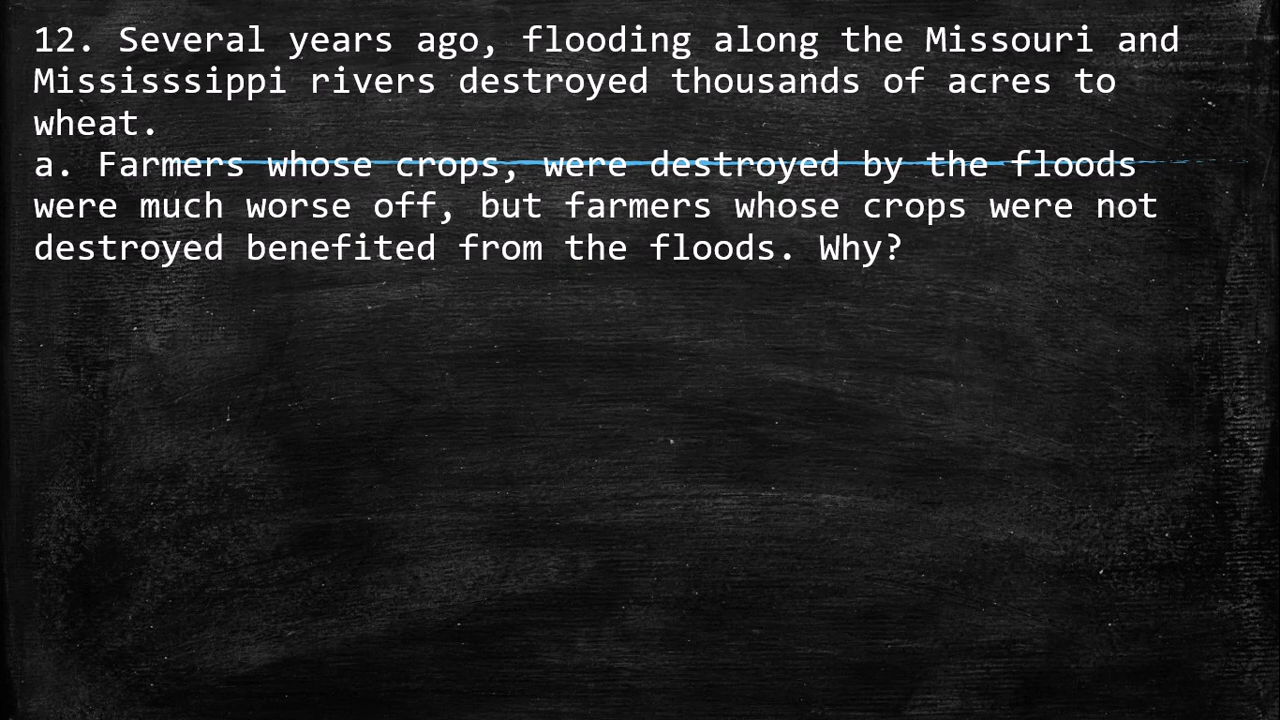 12. Several years ago, flooding along the Missouri and
Mississsippi rivers destroyed thousands of acres to
wheat.
a. Farmers whose crops, were destroyed by the floods
were much worse off, but farmers whose crops were not
destroyed benefited from the floods. Why?